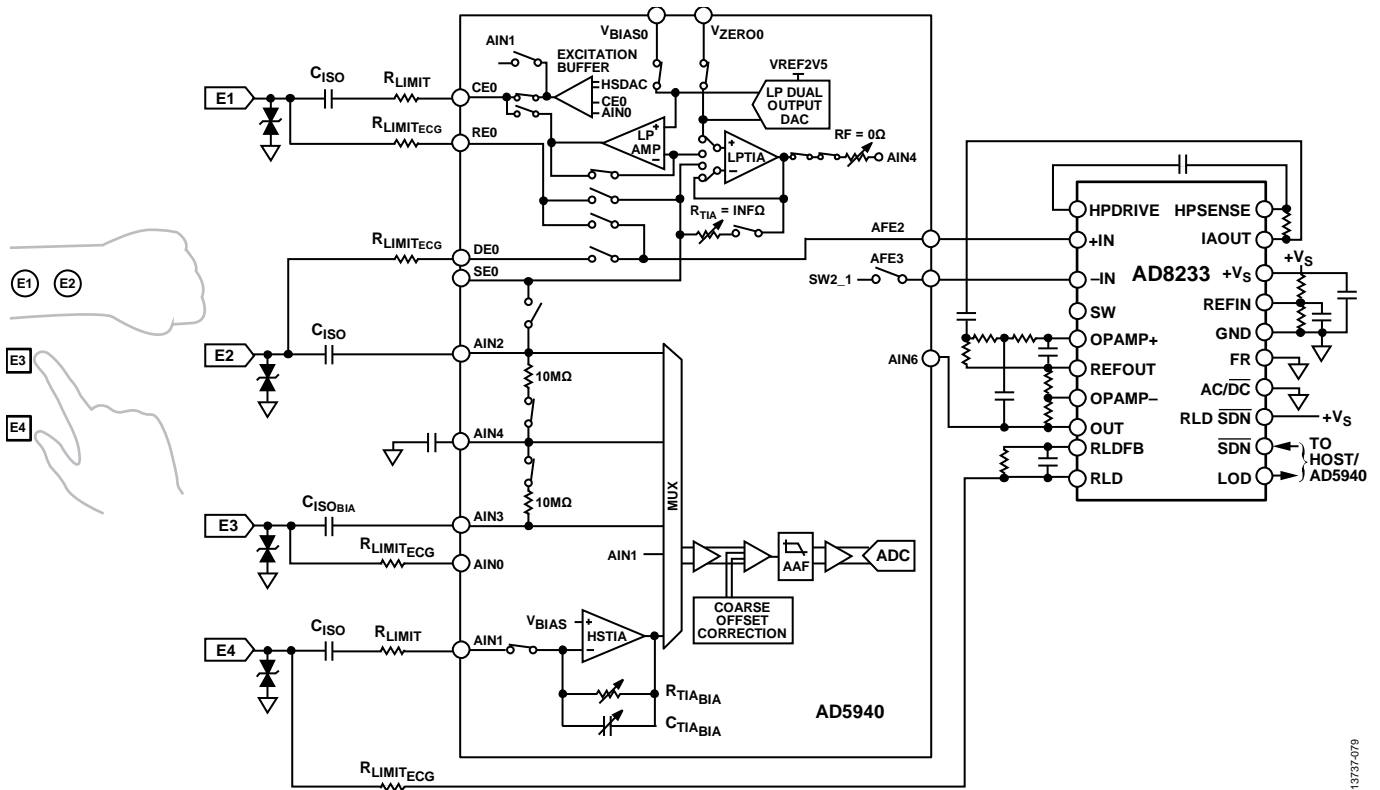 VBIAS0
VZERO0
AIN1
EXCITATION
BUFFER
HSDAC
CE0
AIN0
VREF2V5
LP DUAL
OUTPUT
DAC
E1
CISO
RLIMIT
CE0
RLIMITECG
RE0
LP
AMP
+
–
+
–
LPTIA
RF = 0Ω
AIN4
RTIA = INFΩ
HPDRIVE
HPSENSE
+IN
IAOUT
AD8233
–IN
+VS
+VS
SW
REFIN
OPAMP+
GND
REFOUT
FR
OPAMP–
AC/DC
OUT
RLD SDN
+VS
RLDFB
SDN
RLD
LOD
TO
HOST/
AD5940
AFE2
AFE3
SW2_1
AIN6
E1
E2
E3
E4
RLIMITECG
DE0
SE0
E2
CISO
AIN2
10MΩ
AIN4
10MΩ
MUX
E3
CISOBIA
AIN3
RLIMITECG
AIN0
AIN1
AAF
ADC
COARSE
OFFSET
CORRECTION
E4
CISO
RLIMIT
AIN1
VBIAS
+
–
HSTIA
RTIABIA
CTIABIA
AD5940
RLIMITECG
13737-079